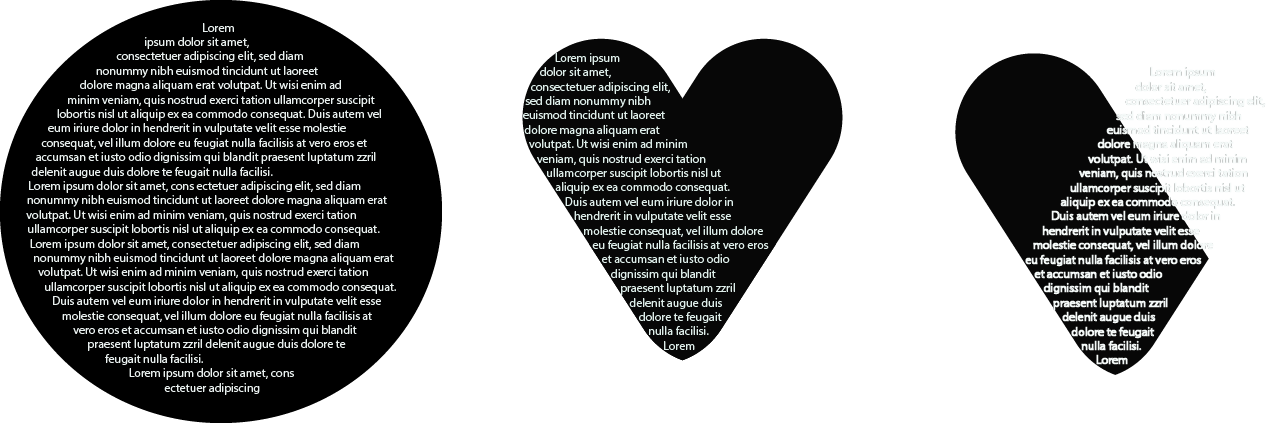 Lorem
ipsum dolor sit amet,
consectetuer adipiscing elit, sed diam
nonummy nibh euismod tincidunt ut laoreet
dolore magna aliquam erat volutpat. Ut wisi enim ad
minim veniam, quis nostrud exerci tation ullamcorper suscipit
lobortis nisl ut aliquip ex ea commodo consequat. Duis autem vel
eum iriure dolor in hendrerit in vulputate velit esse molestie
consequat, vel illum dolore eu feugiat nulla facilisis at vero eros et
accumsan et iusto odio dignissim qui blandit praesent luptatum zzril
delenit augue duis dolore te feugait nulla facilisi.
Lorem ipsum dolor sit amet, cons ectetuer adipiscing elit, sed diam
nonummy nibh euismod tincidunt ut laoreet dolore magna aliquam erat
volutpat. Ut wisi enim ad minim veniam, quis nostrud exerci tation
ullamcorper suscipit lobortis nisl ut aliquip ex ea commodo consequat.
Lorem ipsum dolor sit amet, consectetuer adipiscing elit, sed diam
nonummy nibh euismod tincidunt ut laoreet dolore magna aliquam erat
volutpat. Ut wisi enim ad minim veniam, quis nostrud exerci tation
ullamcorper suscipit lobortis nisl ut aliquip ex ea commodo consequat.
Duis autem vel eum iriure dolor in hendrerit in vulputate velit esse
molestie consequat, vel illum dolore eu feugiat nulla facilisis at
vero eros et accumsan et iusto odio dignissim qui blandit
praesent luptatum zzril delenit augue duis dolore te
feugait nulla facilisi.
Lorem ipsum dolor sit amet, cons
ectetuer adipiscing
Lorem ipsum
dolor sit amet,
consectetuer adipiscing elit,
sed diam nonummy nibh
euismod tincidunt ut laoreet
dolore magna aliquam erat
volutpat. Ut wisi enim ad minim
veniam, quis nostrud exerci tation
ullamcorper suscipit lobortis nisl ut
aliquip ex ea commodo consequat.
Duis autem vel eum iriure dolor in
hendrerit in vulputate velit esse
molestie consequat, vel illum dolore
eu feugiat nulla facilisis at vero eros
et accumsan et iusto odio
dignissim qui blandit
praesent luptatum zzril
delenit augue duis
dolore te feugait
nulla facilisi.
Lorem
Lorem ipsum
dolor sit amet,
consectetuer adipiscing elit,
sed diam nonummy nibh
euismod tincidunt ut laoreet
dolore magna aliquam erat
volutpat. Ut wisi enim ad minim
veniam, quis nostrud exerci tation
ullamcorper suscipit lobortis nisl ut
aliquip ex ea commodo consequat.
Duis autem vel eum iriure dolor in
hendrerit in vulputate velit esse
molestie consequat, vel illum dolore
eu feugiat nulla facilisis at vero eros
et accumsan et iusto odio
dignissim qui blandit
praesent luptatum zzril
delenit augue duis
dolore te feugait
nulla facilisi.
Lorem